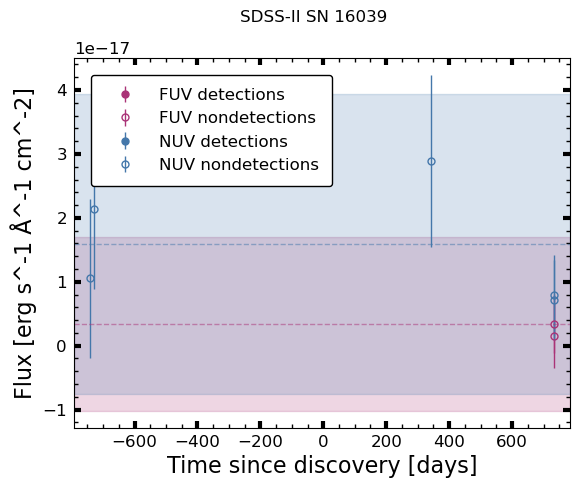 SDSS-II SN 16039
1e−17
FUV detections
FUV nondetections
NUV detections
NUV nondetections
4
3
2
1
0
−1
Flux [erg s^-1 Å^-1 cm^-2]
−600 −400 −200 0 200 400 600
Time since discovery [days]